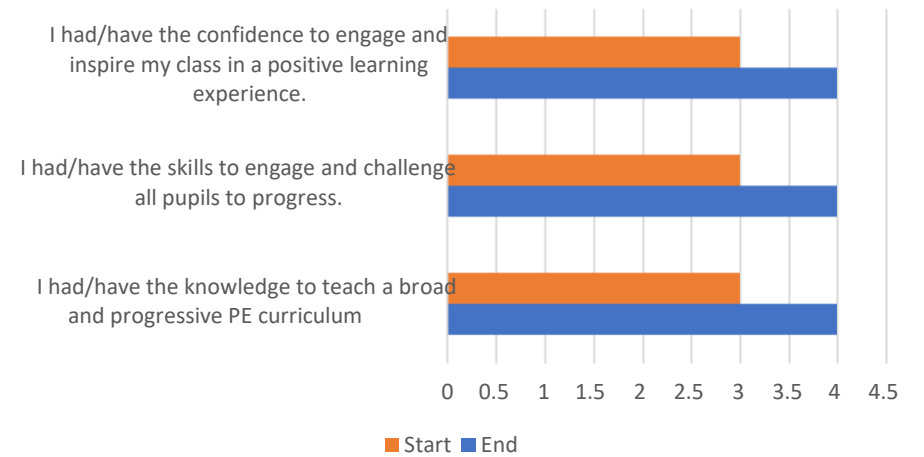 I had/have the confidence to engage and
inspire my class in a positive learning
experience.
I had/have the skills to engage and challenge
all pupils to progress.
I had/have the knowledge to teach a broad
and progressive PE curriculum
0 0.5 1 1.5 2 2.5 3 3.5 4 4.5
Start End